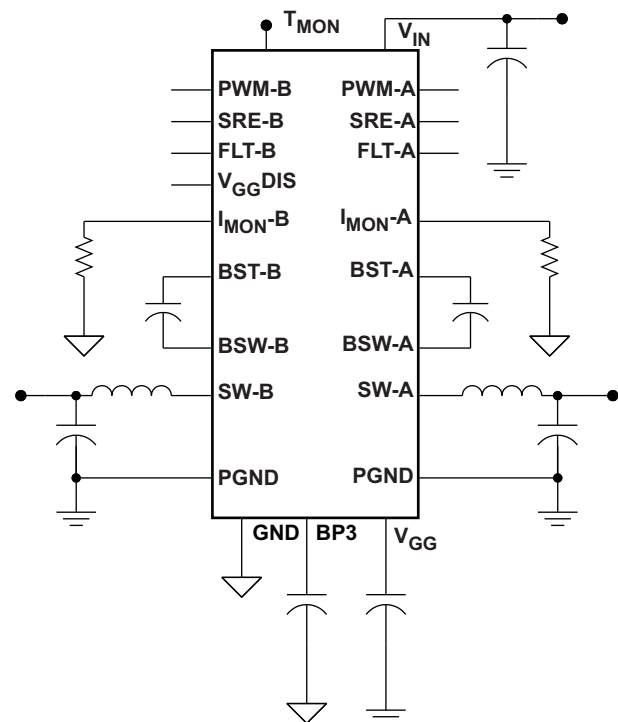 TMON
VIN
PWM-B PWM-A
SRE-B SRE-A
FLT-B FLT-A
VGGDIS
IMON-B IMON-A
BST-B BST-A
BSW-B BSW-A
SW-B SW-A
PGND PGND
GND BP3 VGG